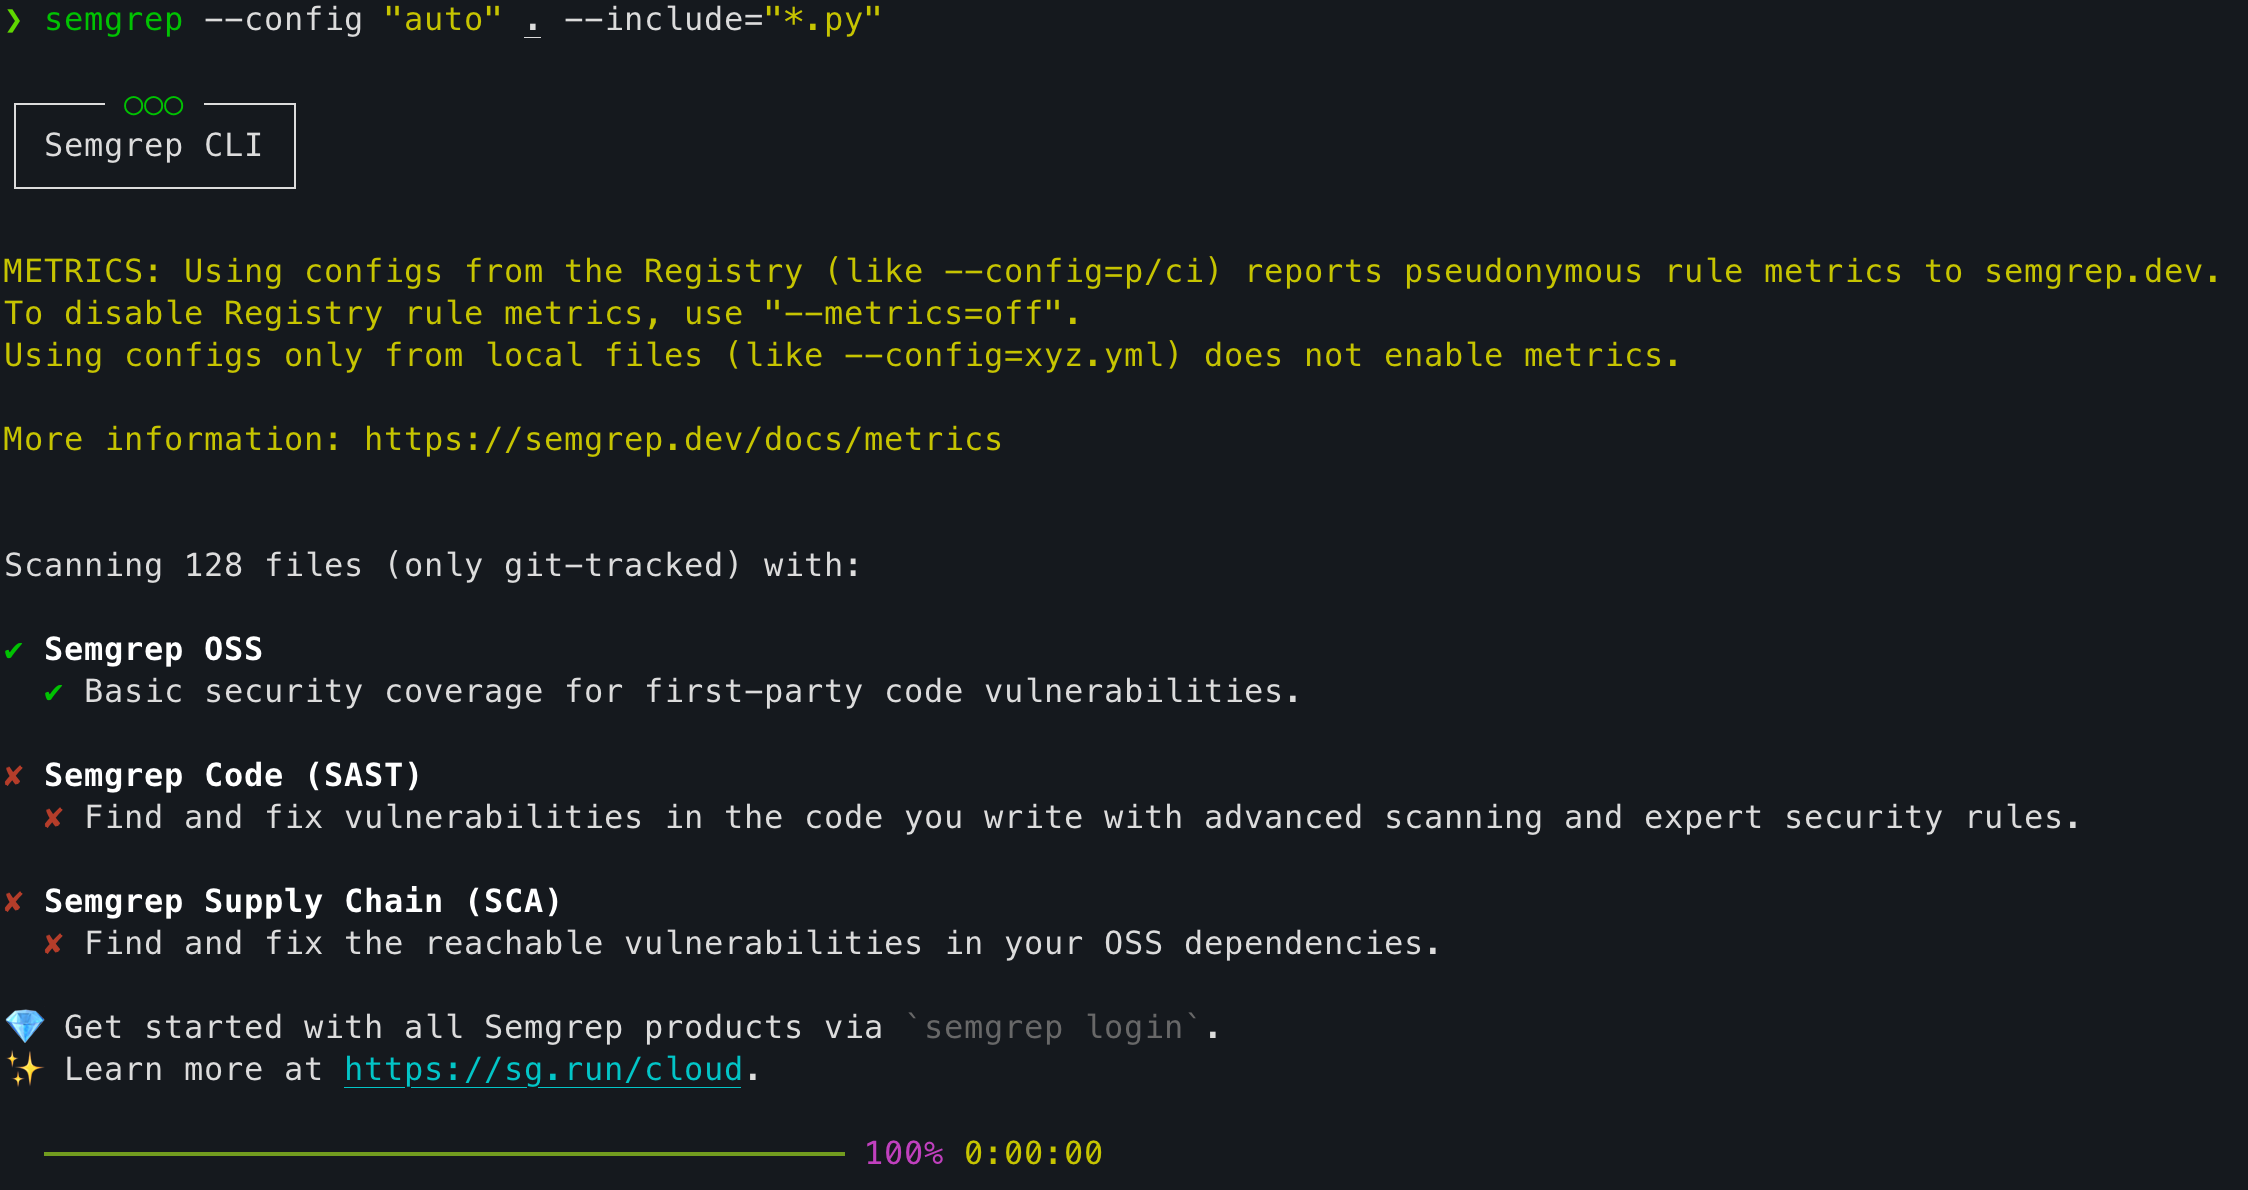 ❯ semgrep --config "auto" . --include="*.py"
○○○
Semgrep CLI
METRICS: Using configs from the Registry (like --config=p/ci) reports pseudonymous rule metrics to semgrep.dev.
To disable Registry rule metrics, use "--metrics=off".
Using configs only from local files (like --config=xyz.yml) does not enable metrics.
More information: https://semgrep.dev/docs/metrics
Scanning 128 files (only git-tracked) with:
✔ Semgrep OSS
✔ Basic security coverage for first-party code vulnerabilities.
✘ Semgrep Code (SAST)
✘ Find and fix vulnerabilities in the code you write with advanced scanning and expert security rules.
✘ Semgrep Supply Chain (SCA)
✘ Find and fix the reachable vulnerabilities in your OSS dependencies.
💎 Get started with all Semgrep products via `semgrep login`.
✨ Learn more at https://sg.run/cloud.
100% 0:00:00